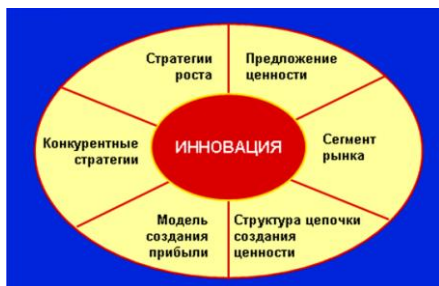 Стратегии
роста
Предложение
ценности
Конкурентные
стратегии
ИННОВАЦИЯ
Сегмент
рынка
Модель
создания
прибыли
Структура цепочки
создания
ценности